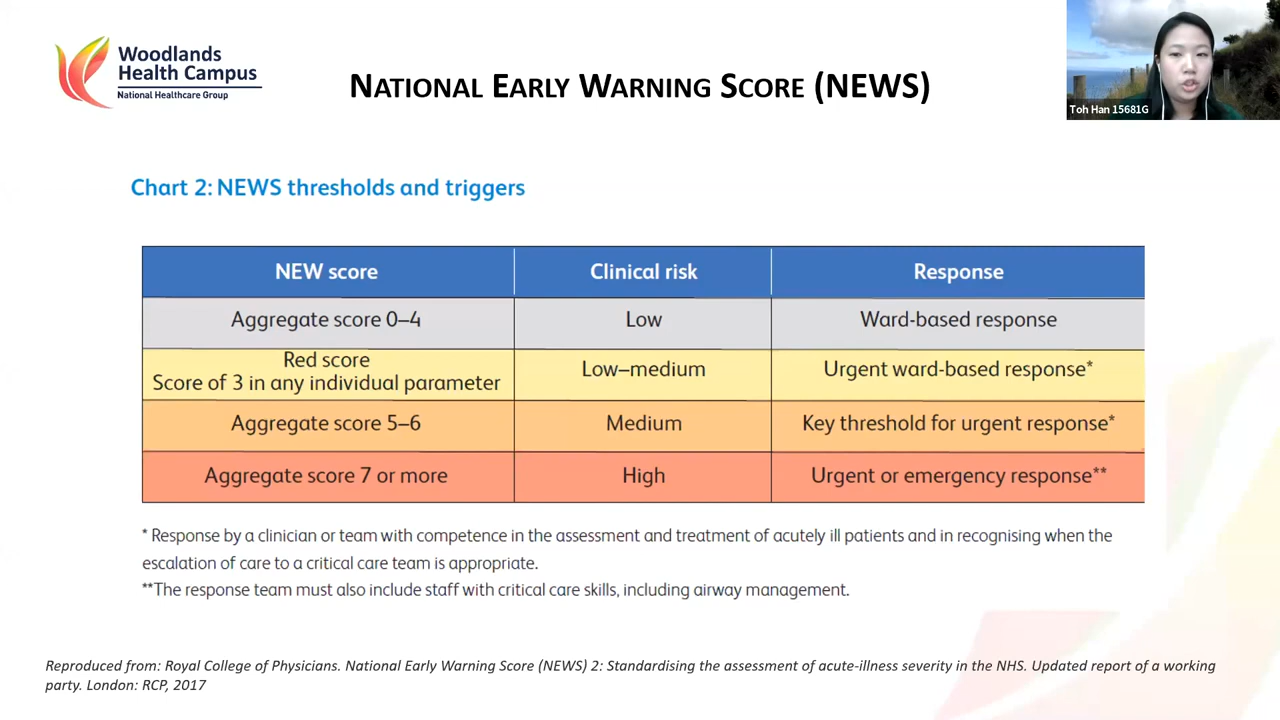 Woodlands
Health Campus
National Healthcare Group
NATIONAL EARLY WARNING SCORE (NEWS)
Toh Han 15681G
Chart 2: NEWS thresholds and triggers
NEW score Clinical risk Response
Aggregate score 0–4 Low Ward-based response
Red score
Score of 3 in any individual parameter Low–medium Urgent ward-based response*
Aggregate score 5–6 Medium Key threshold for urgent response*
Aggregate score 7 or more High Urgent or emergency response**
* Response by a clinician or team with competence in the assessment and treatment of acutely ill patients and in recognising when the
escalation of care to a critical care team is appropriate.
**The response team must also include staff with critical care skills, including airway management.
Reproduced from: Royal College of Physicians. National Early Warning Score (NEWS) 2: Standardising the assessment of acute-illness severity in the NHS. Updated report of a working
party. London: RCP, 2017